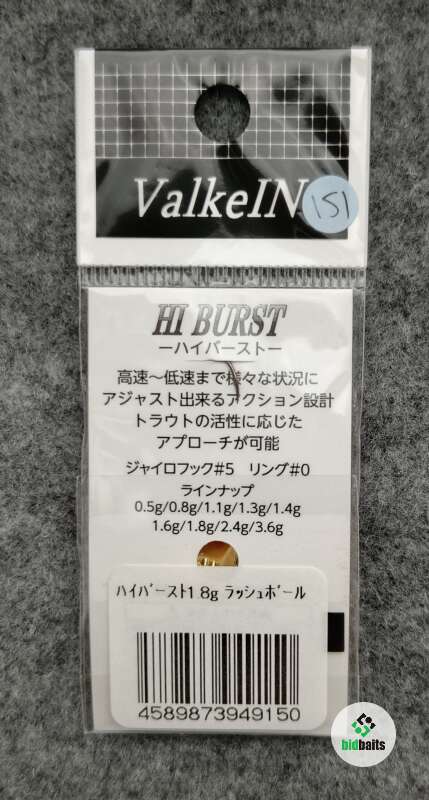 ValkeIN
151
HI BURST
ーハイバーストー
高速〜低速まで様々な状況に
アジャスト出来るアクション設計
トラウトの活性に応じた
アプローチが可能
ジャイロフック#5 リング#0
ラインナップ
0.5g/0.8g/1.1g/1.3g/1.4g
1.6g/1.8g/2.4g/3.6g
ﾊｲﾊﾞｰｽﾄ1.8g ﾗｯｼｭﾎﾞｰﾙ
4589873949150
bidbaits